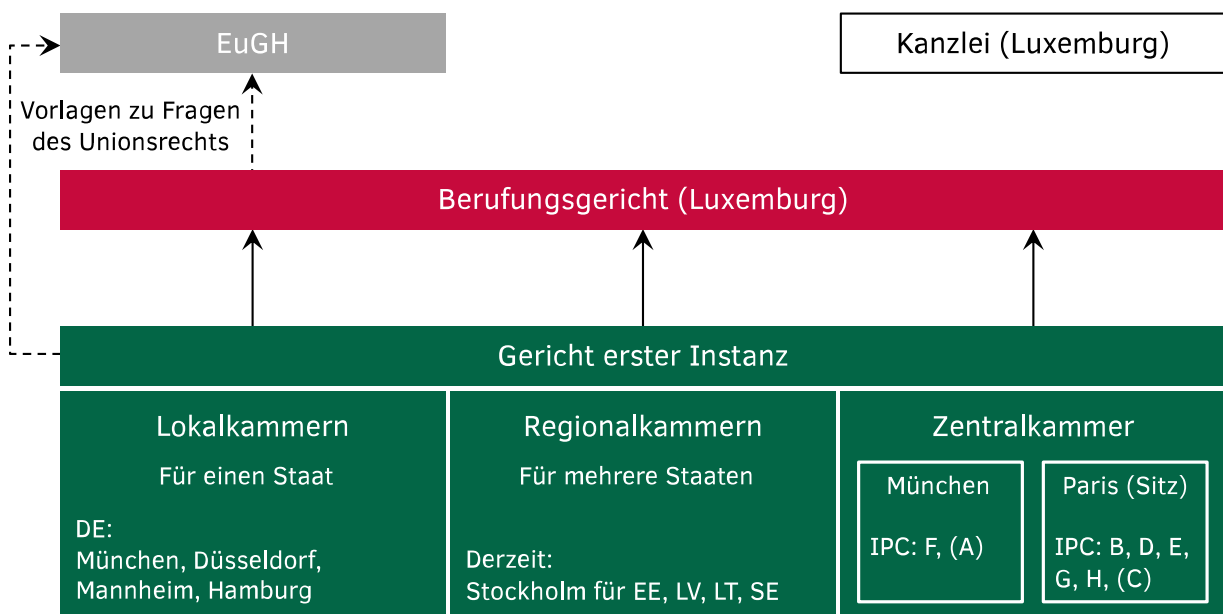 EuGH
Kanzlei (Luxemburg)
Vorlagen zu Fragen
des Unionsrechts
Berufungsgericht (Luxemburg)
Gericht erster Instanz
Lokalkammern
Für einen Staat
DE:
München, Düsseldorf,
Mannheim, Hamburg
Regionalkammern
Für mehrere Staaten
Derzeit:
Stockholm für EE, LV, LT, SE
Zentralkammer
München
IPC: F, (A)
Paris (Sitz)
IPC: B, D, E,
G, H, (C)